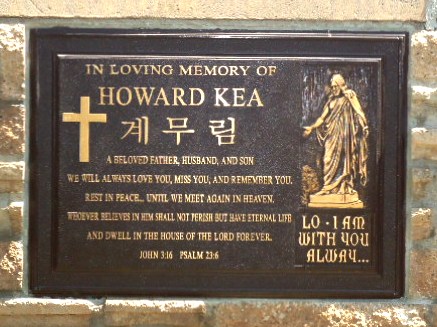 IN LOVING MEMORY OF
HOWARD KEA
계무림
A BELOVED FATHER, HUSBAND, AND SON
WE WILL ALWAYS LOVE YOU, MISS YOU, AND REMEMBER YOU.
REST IN PEACE... UNTIL WE MEET AGAIN IN HEAVEN.
WHOEVER BELIEVES IN HIM SHALL NOT PERISH BUT HAVE ETERNAL LIFE
AND DWELL IN THE HOUSE OF THE LORD FOREVER.
JOHN 3:16 PSALM 23:6
LO · I AM
WITH YOU
ALWAY...